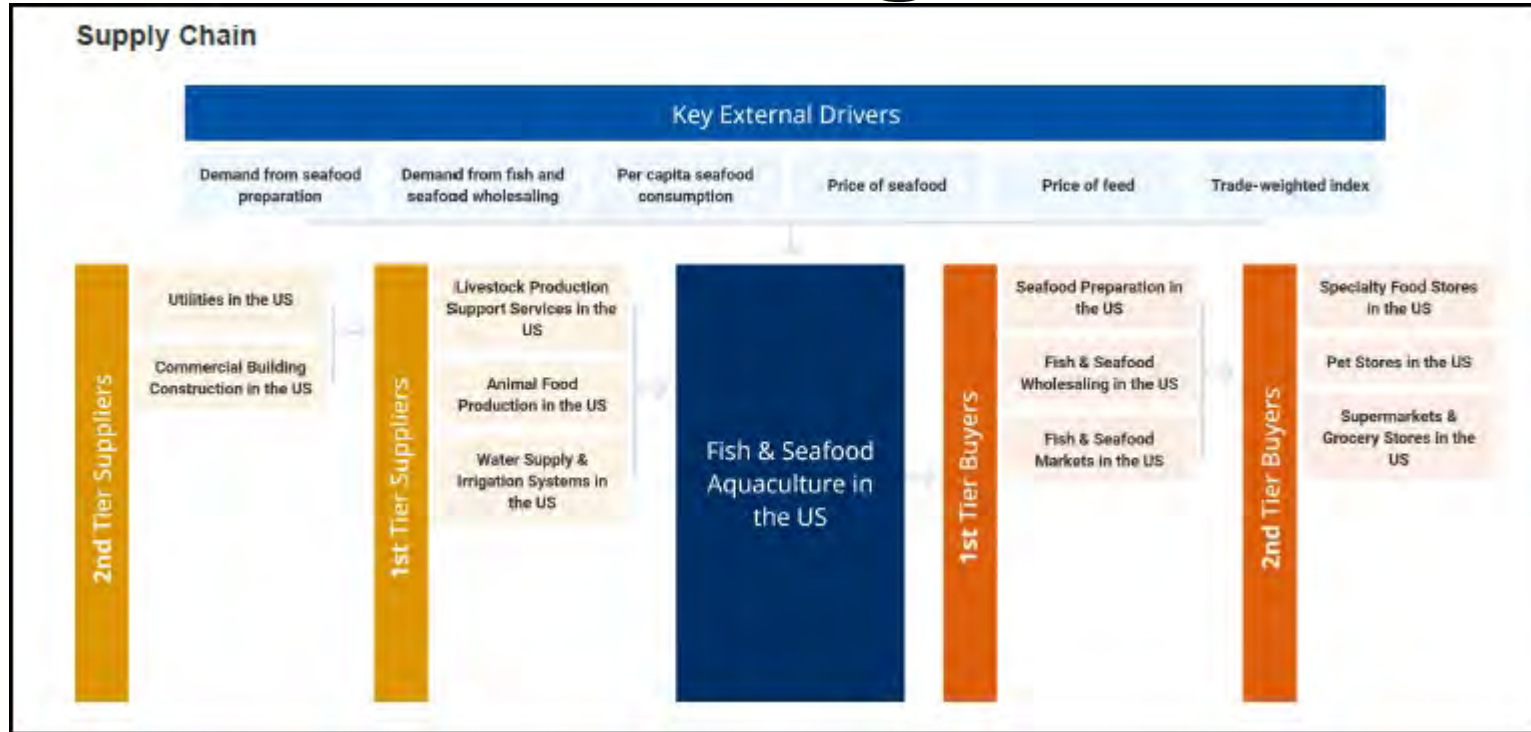 Supply Chain
Key External Drivers
Demand from seafood
preparation
Demand from fish and
seafood wholesaling
Per capita seafood
consumption
Price of seafood
Price of feed
Trade-weighted index
2nd Tier Suppliers
Utilities in the US
Commercial Building
Construction in the US
1st Tier Suppliers
Livestock Production
Support Services in the
US
Animal Food
Production in the US
Water Supply &
Irrigation Systems in
the US
Fish & Seafood
Aquaculture in
the US
1st Tier Buyers
Seafood Preparation in
the US
Fish & Seafood
Wholesaling in the US
Fish & Seafood
Markets in the US
2nd Tier Buyers
Specialty Food Stores
in the US
Pet Stores in the US
Supermarkets &
Grocery Stores in the
US